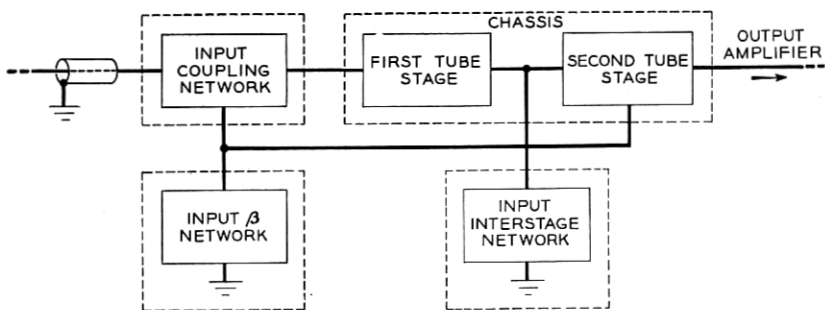 CHASSIS
INPUT
COUPLING
NETWORK
FIRST TUBE
STAGE
SECOND TUBE
STAGE
OUTPUT
AMPLIFIER
INPUT β
NETWORK
INPUT
INTERSTAGE
NETWORK